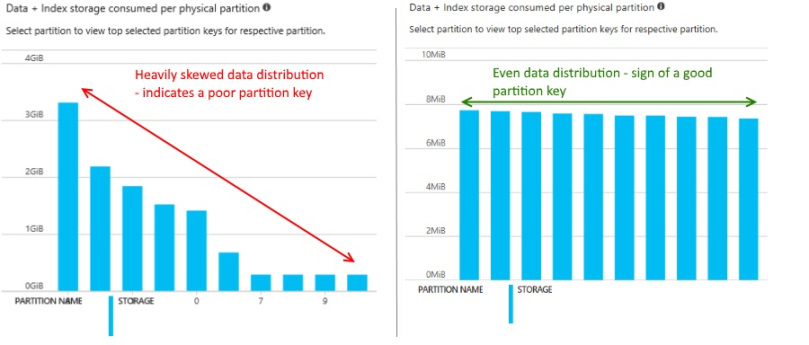 Data + Index storage consumed per physical partition
Select partition to view top selected partition keys for respective partition.
4GiB
Heavily skewed data distribution
- indicates a poor partition key
3GiB
2GiB
1GiB
0GiB
PARTITION NAME
STORAGE
0
7
9
Data + Index storage consumed per physical partition
Select partition to view top selected partition keys for respective partition.
10MiB
Even data distribution - sign of a good
partition key
8MiB
6MiB
4MiB
2MiB
0MiB
PARTITION NAME
STORAGE